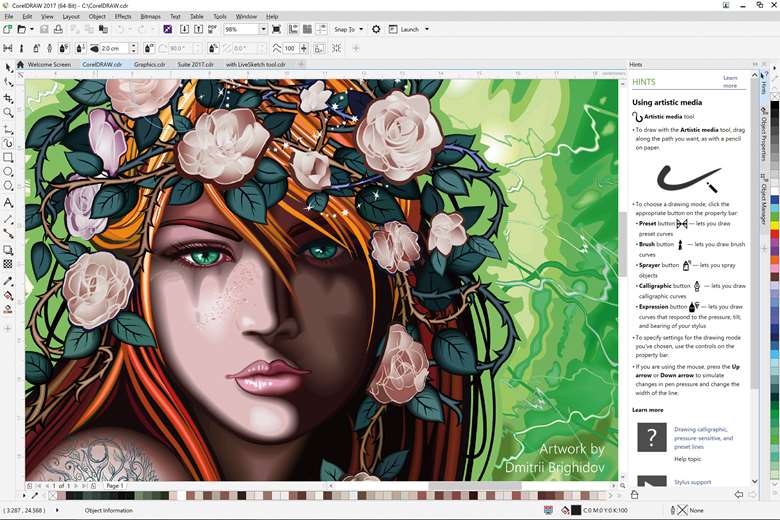 CorelDRAW 2017 (64-Bit) - C:\CorelDRAW.cdr
File Edit View Layout Object Effects Bitmaps Text Table Tools Window Help
98% Snap To Launch
2.0 cm 90.0 ° 0.0 ° 100
Welcome Screen CorelDRAW.cdr Graphics.cdr Suite 2017.cdr with LiveSketch tool.cdr
Hints
HINTS
Learn
more
Using artistic media
Artistic media tool
• To draw with the Artistic media tool, drag
along the path you want, as with a pencil
on paper.
• To choose a drawing mode, click the
appropriate button on the property bar:
• Preset button — lets you draw
preset curves
• Brush button — lets you draw brush
curves
• Sprayer button — lets you spray
objects
• Calligraphic button — lets you draw
calligraphic curves
• Expression button — lets you draw
curves that respond to the pressure, tilt,
and bearing of your stylus
• To specify settings for the drawing mode
you've chosen, use the controls on the
property bar.
• If you are using the mouse, press the Up
arrow or Down arrow to simulate
changes in pen pressure and change the
width of the line.
Learn more
?
Drawing calligraphic,
pressure-sensitive, and
preset lines
Help topic
Stylus support
Hints
Object Properties
Object Manager
Artwork by
Dmitrii Brighidov
1 of 1 Page 1
( 3.287 , 24.568 ) Object Information C:0 M:0 Y:0 K:100 None